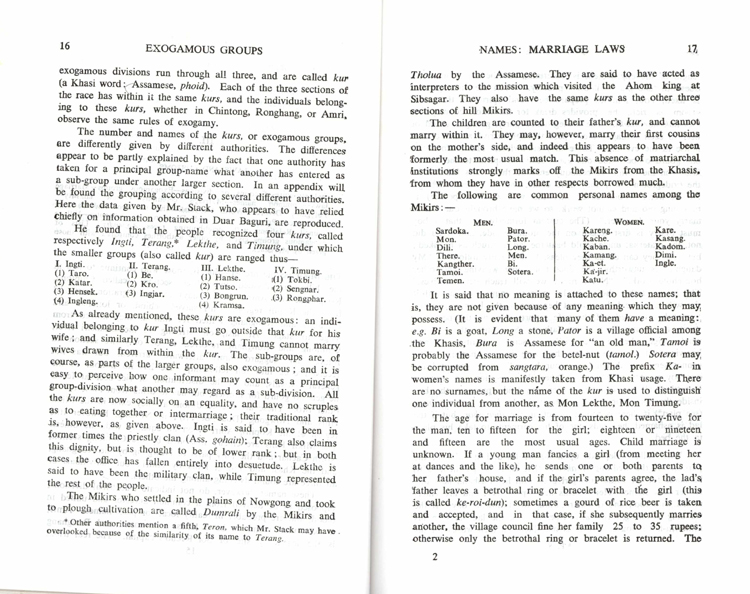 16
EXOGAMOUS GROUPS
exogamous divisions run through all three, and are called kur
(a Khasi word; Assamese, phoid). Each of the three sections of
the race has within it the same kurs, and the individuals belong-
ing to these kurs, whether in Chintong, Ronghang, or Amri,
observe the same rules of exogamy.
The number and names of the kurs, or exogamous groups,
are differently given by different authorities. The differences
appear to be partly explained by the fact that one authority has
taken for a principal group-name what another has entered as
a sub-group under another larger section. In an appendix will
be found the grouping according to several different authorities.
Here the data given by Mr. Stack, who appears to have relied
chiefly on information obtained in Duar Baguri, are reproduced.
He found that the people recognized four kurs, called
respectively Ingti, Terang,* Lekthe, and Timung, under which
the smaller groups (also called kur) are ranged thus—
I. Ingti. II. Terang. III. Lekthe. IV. Timung.
(1) Taro. (1) Be. (1) Hanse. (1) Tokbi.
(2) Katar. (2) Kro. (2) Tutso. (2) Sengnar.
(3) Hensek. (3) Ingjar. (3) Bongrun. (3) Rongphar.
(4) Ingleng. (4) Kramsa.
As already mentioned, these kurs are exogamous: an indi-
vidual belonging to kur Ingti must go outside that kur for his
wife; and similarly Terang, Lekthe, and Timung cannot marry
wives drawn from within the kur. The sub-groups are, of
course, as parts of the larger groups, also exogamous; and it is
easy to perceive how one informant may count as a principal
group-division what another may regard as a sub-division. All
the kurs are now socially on an equality, and have no scruples
as to eating together or intermarriage; their traditional rank
is, however, as given above. Ingti is said to have been in
former times the priestly clan (Ass. gohain); Terang also claims
this dignity, but is thought to be of lower rank; but in both
cases the office has fallen entirely into desuetude. Lekthe is
said to have been the military clan, while Timung represented
the rest of the people.
The Mikirs who settled in the plains of Nowgong and took
to plough cultivation are called Dumrali by the Mikirs and
* Other authorities mention a fifth, Teron, which Mr. Stack may have
overlooked because of the similarity of its name to Terang.
NAMES: MARRIAGE LAWS
17
Tholua by the Assamese. They are said to have acted as
interpreters to the mission which visited the Ahom king at
Sibsagar. They also have the same kurs as the other three
sections of hill Mikirs.
The children are counted to their father's kur, and cannot
marry within it. They may, however, marry their first cousins
on the mother's side, and indeed this appears to have been
formerly the most usual match. This absence of matriarchal
institutions strongly marks off the Mikirs from the Khasis,
from whom they have in other respects borrowed much.
The following are common personal names among the
Mikirs:—
MEN. WOMEN.
Sardoka. Bura. Kareng. Kare.
Mon. Pator. Kache. Kasang.
Dili. Long. Kaban. Kadom.
There. Men. Kamang. Dimi.
Kangther. Bi. Ka-et. Ingle.
Tamoi. Sotera. Ka-jir.
Temen. Katu.
It is said that no meaning is attached to these names; that
is, they are not given because of any meaning which they may
possess. (It is evident that many of them have a meaning:
e.g. Bi is a goat, Long a stone, Pator is a village official among
the Khasis, Bura is Assamese for "an old man," Tamoi is
probably the Assamese for the betel-nut (tamol.) Sotera may
be corrupted from sangtara, orange.) The prefix Ka- in
women's names is manifestly taken from Khasi usage. There
are no surnames, but the name of the kur is used to distinguish
one individual from another, as Mon Lekthe, Mon Timung.
The age for marriage is from fourteen to twenty-five for
the man, ten to fifteen for the girl; eighteen or nineteen
and fifteen are the most usual ages. Child marriage is
unknown. If a young man fancies a girl (from meeting her
at dances and the like), he sends one or both parents to
her father's house, and if the girl's parents agree, the lad's
father leaves a betrothal ring or bracelet with the girl (this
is called ke-roi-dun); sometimes a gourd of rice beer is taken
and accepted, and in that case, if she subsequently marries
another, the village council fine her family 25 to 35 rupees;
otherwise only the betrothal ring or bracelet is returned. The
2